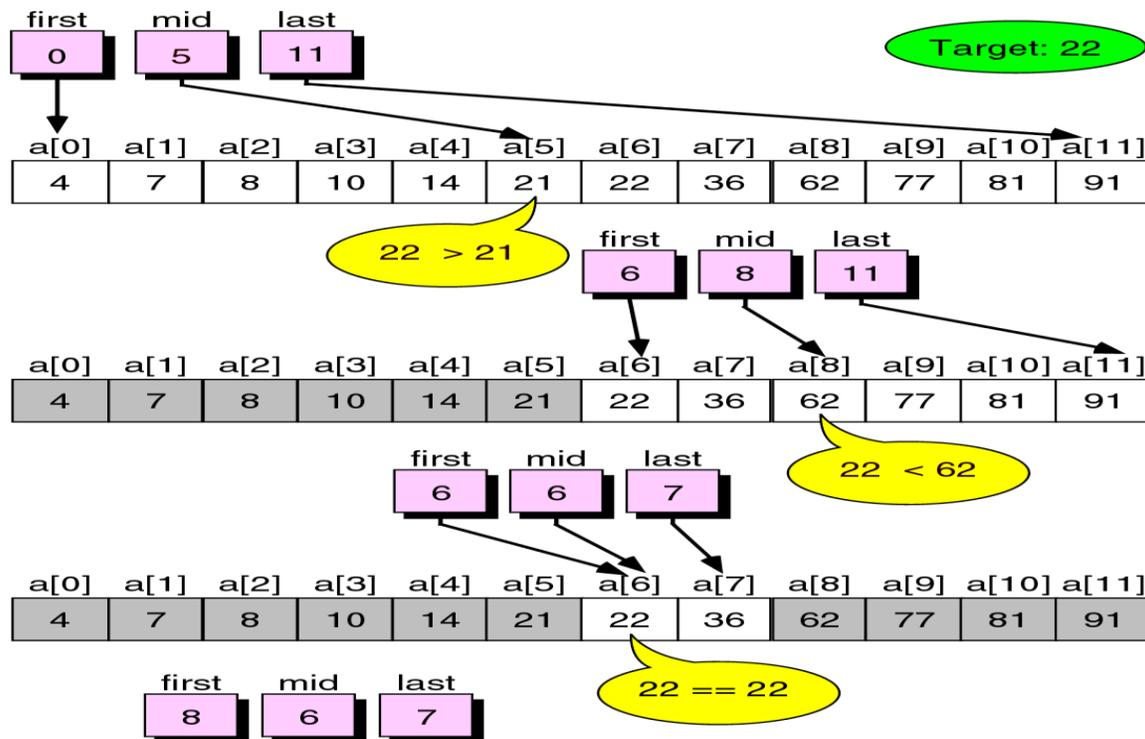 first mid last
0 5 11
Target: 22
a[0] a[1] a[2] a[3] a[4] a[5] a[6] a[7] a[8] a[9] a[10] a[11]
4 7 8 10 14 21 22 36 62 77 81 91
22 > 21
first mid last
6 8 11
a[0] a[1] a[2] a[3] a[4] a[5] a[6] a[7] a[8] a[9] a[10] a[11]
4 7 8 10 14 21 22 36 62 77 81 91
22 < 62
first mid last
6 6 7
a[0] a[1] a[2] a[3] a[4] a[5] a[6] a[7] a[8] a[9] a[10] a[11]
4 7 8 10 14 21 22 36 62 77 81 91
22 == 22
first mid last
8 6 7